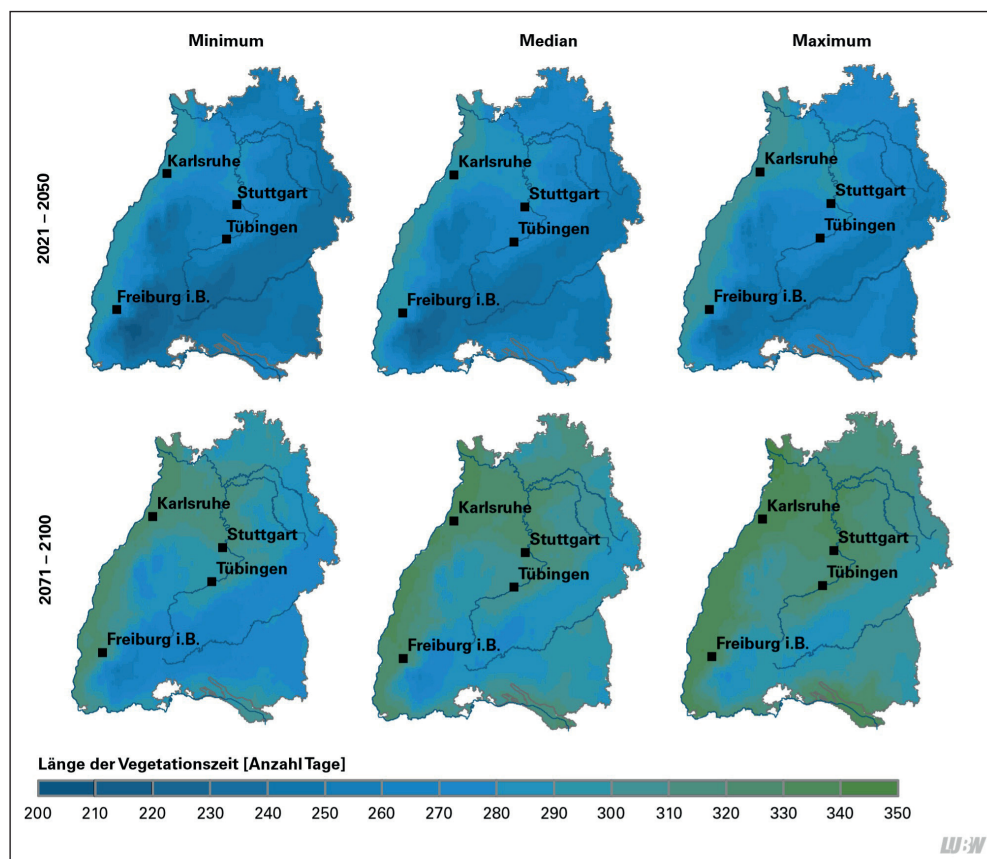 Minimum Median Maximum
2021 – 2050
Karlsruhe
Stuttgart
Tübingen
Freiburg i.B.
Karlsruhe
Stuttgart
Tübingen
Freiburg i.B.
Karlsruhe
Stuttgart
Tübingen
Freiburg i.B.
2071 – 2100
Karlsruhe
Stuttgart
Tübingen
Freiburg i.B.
Karlsruhe
Stuttgart
Tübingen
Freiburg i.B.
Karlsruhe
Stuttgart
Tübingen
Freiburg i.B.
Länge der Vegetationszeit [Anzahl Tage]
200 210 220 230 240 250 260 270 280 290 300 310 320 330 340 350
LUBW